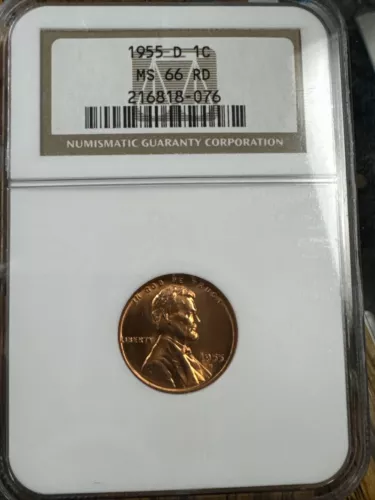 1955 D 1C
MS 66 RD
216818-076
NUMISMATIC GUARANTY CORPORATION
IN GOD WE TRUST
LIBERTY
1955